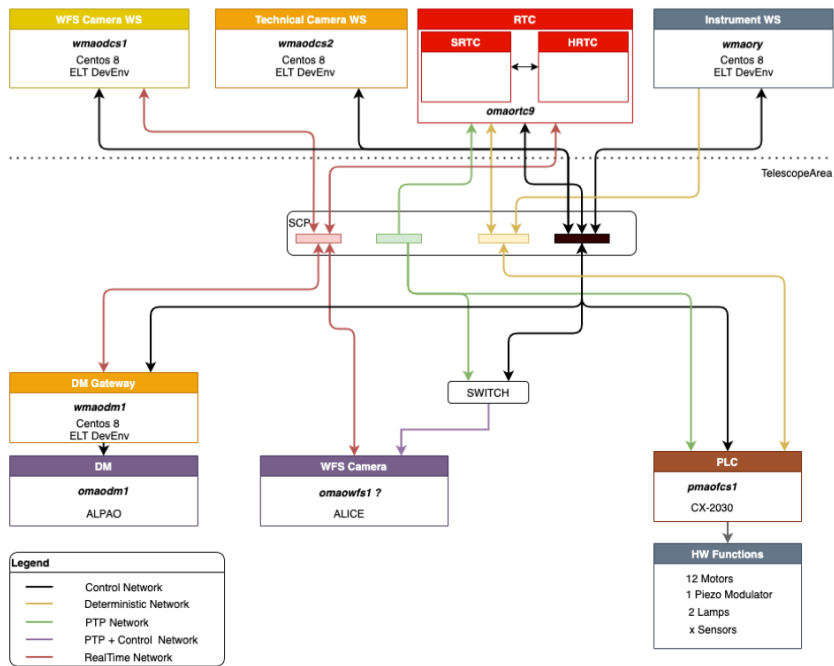 WFS Camera WS
wmaodcs1
Centos 8
ELT DevEnv
Technical Camera WS
wmaodcs2
Centos 8
ELT DevEnv
RTC
SRTC
HRTC
omaortc9
Instrument WS
wmaory
Centos 8
ELT DevEnv
TelescopeArea
SCP
DM Gateway
wmaodm1
Centos 8
ELT DevEnv
DM
omaodm1
ALPAO
SWITCH
WFS Camera
omaowfs1 ?
ALICE
PLC
pmaofcs1
CX-2030
HW Functions
12 Motors
1 Piezo Modulator
2 Lamps
x Sensors
Legend
Control Network
Deterministic Network
PTP Network
PTP + Control Network
RealTime Network